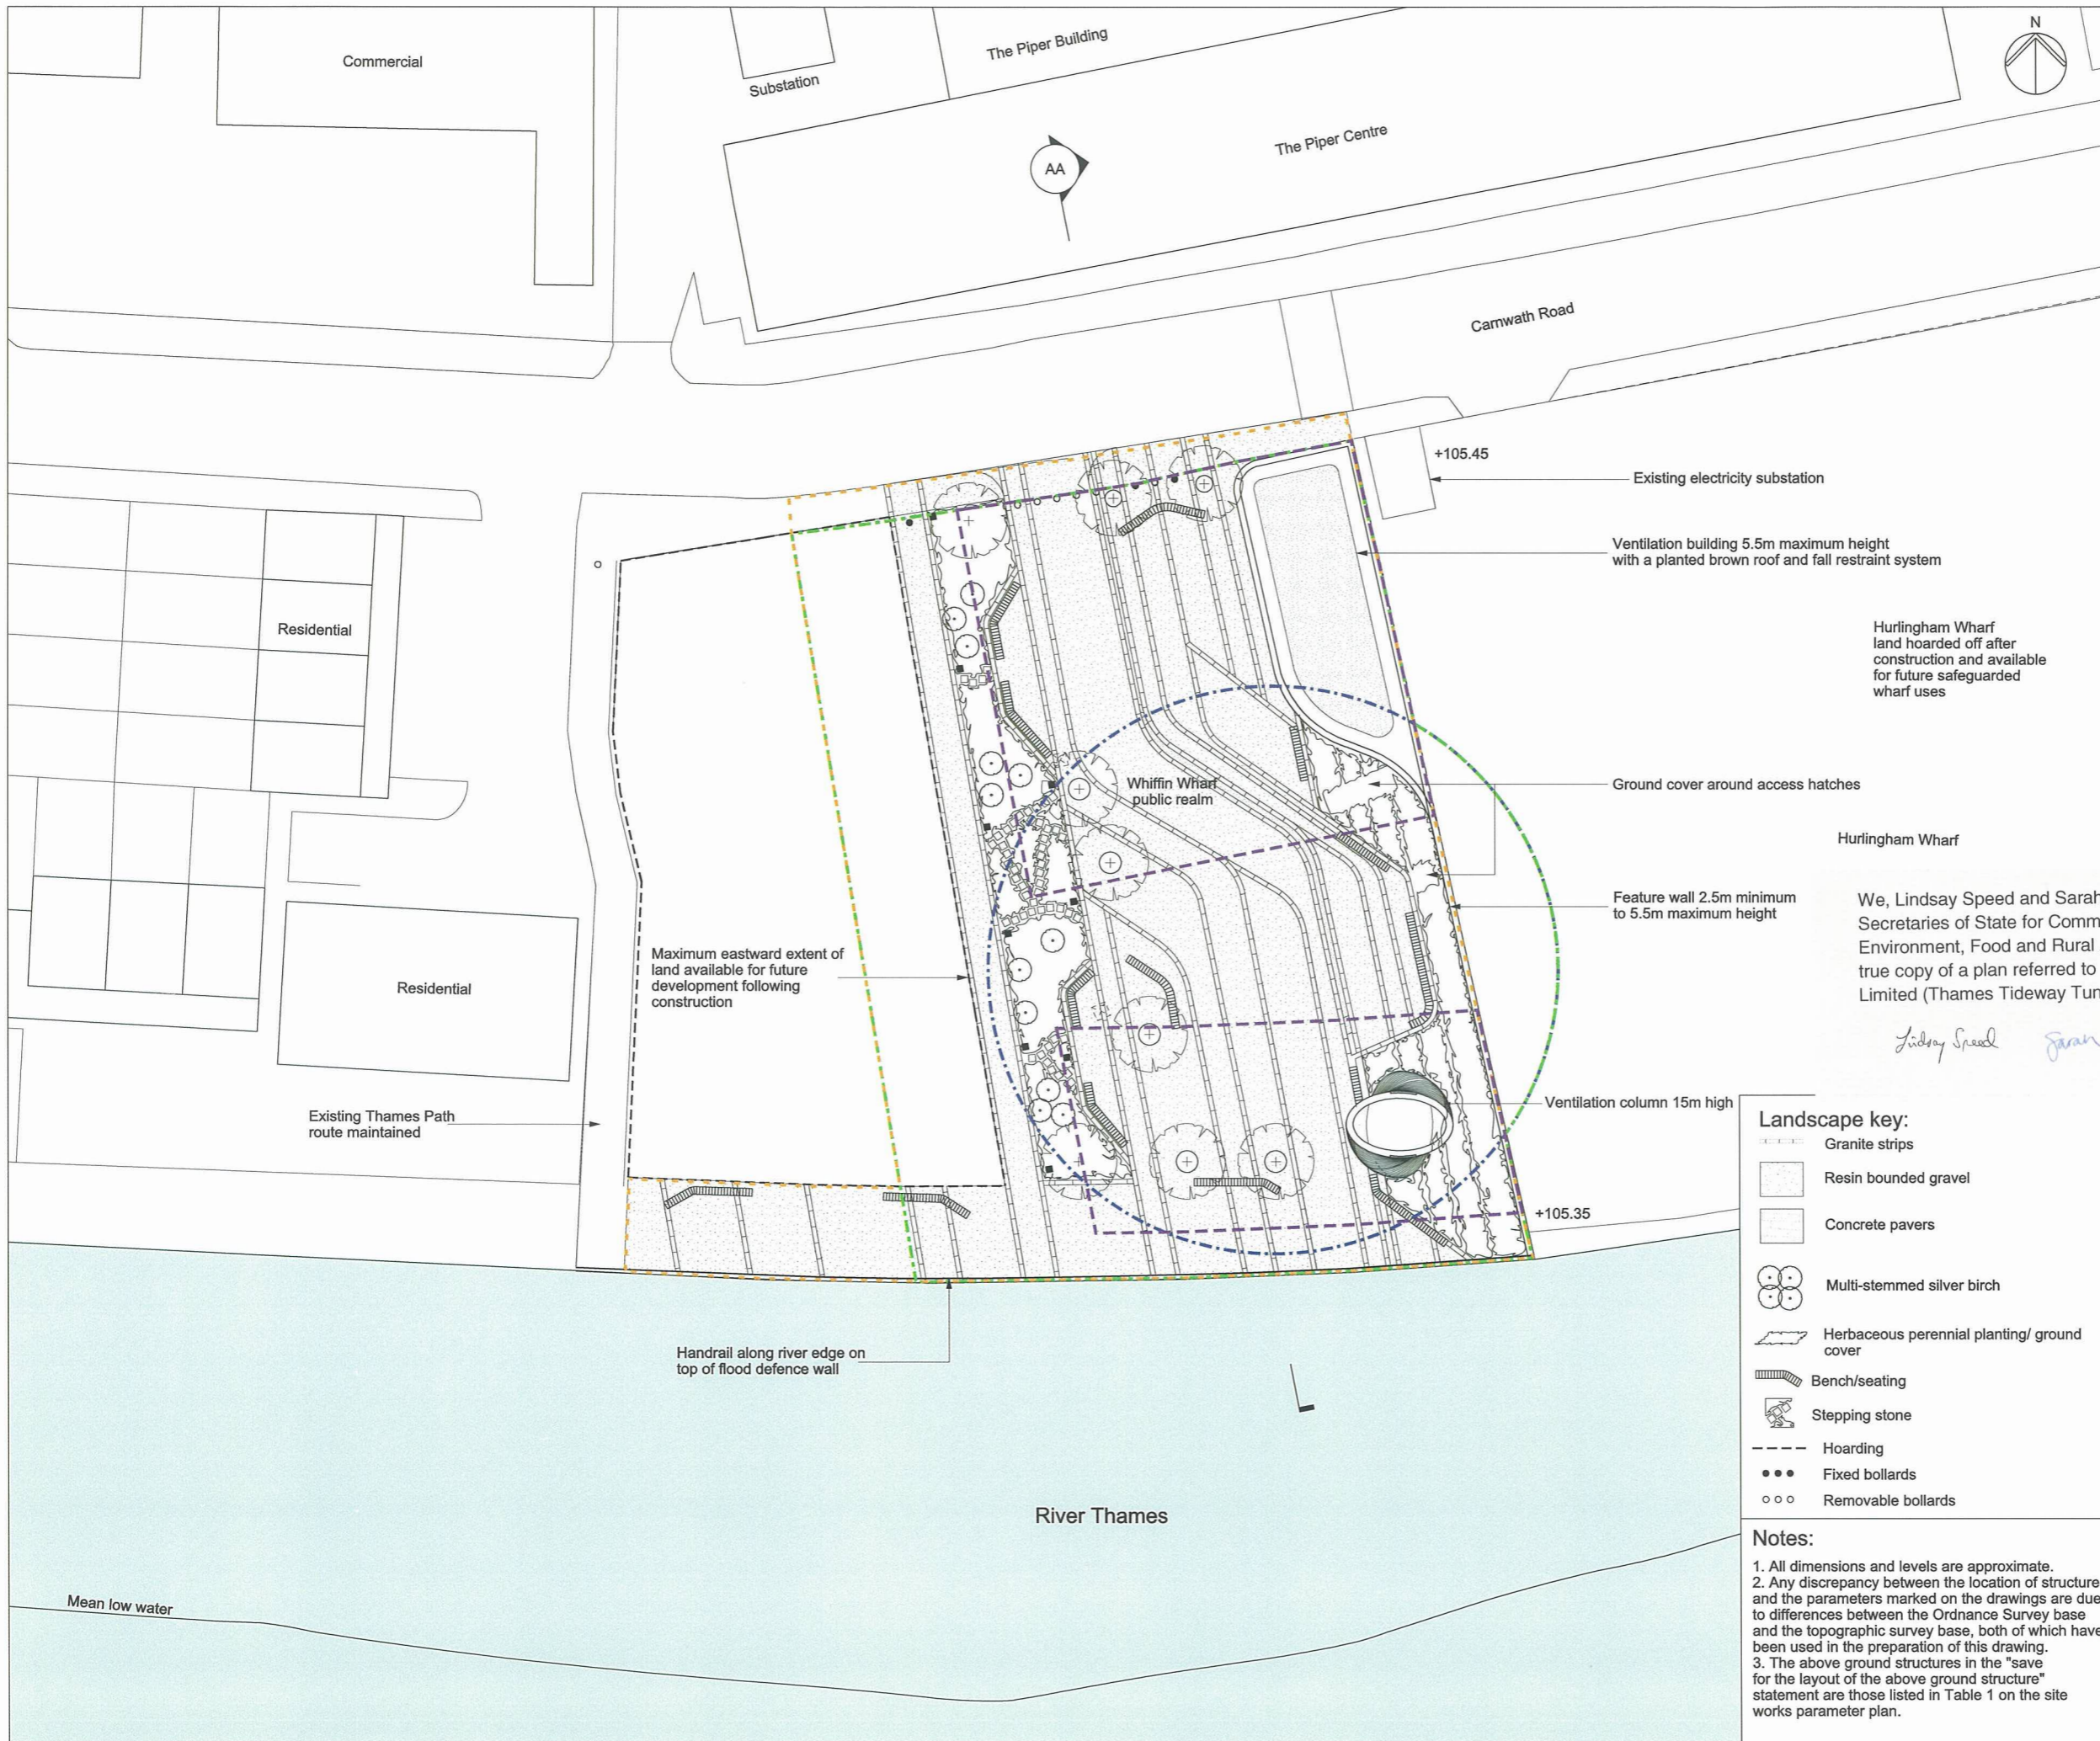 Commercial
Substation
The Piper Building
The Piper Centre
N
AA
Carnwath Road
+105.45
Existing electricity substation
Ventilation building 5.5m maximum height
with a planted brown roof and fall restraint system
Residential
Hurlingham Wharf
land hoarded off after
construction and available
for future safeguarded
wharf uses
Whiffin Wharf
public realm
Ground cover around access hatches
Hurlingham Wharf
Feature wall 2.5m minimum
to 5.5m maximum height
We, Lindsay Speed and Sarah
Secretaries of State for Comm
Environment, Food and Rural
true copy of a plan referred to
Limited (Thames Tideway Tun
Lindsay Speed Sarah
Maximum eastward extent of
land available for future
development following
construction
Residential
Existing Thames Path
route maintained
Ventilation column 15m high
+105.35
Handrail along river edge on
top of flood defence wall
River Thames
Mean low water
Landscape key:
Granite strips
Resin bounded gravel
Concrete pavers
Multi-stemmed silver birch
Herbaceous perennial planting/ ground
cover
Bench/seating
Stepping stone
Hoarding
Fixed bollards
Removable bollards
Notes:
1. All dimensions and levels are approximate.
2. Any discrepancy between the location of structure
and the parameters marked on the drawings are due
to differences between the Ordnance Survey base
and the topographic survey base, both of which have
been used in the preparation of this drawing.
3. The above ground structures in the "save
for the layout of the above ground structure"
statement are those listed in Table 1 on the site
works parameter plan.